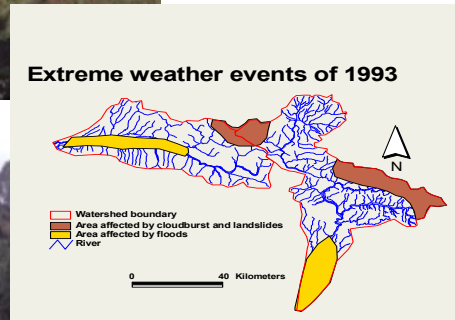 Extreme weather events of 1993
N
Watershed boundary
Area affected by cloudburst and landslides
Area affected by floods
River
0 40 Kilometers